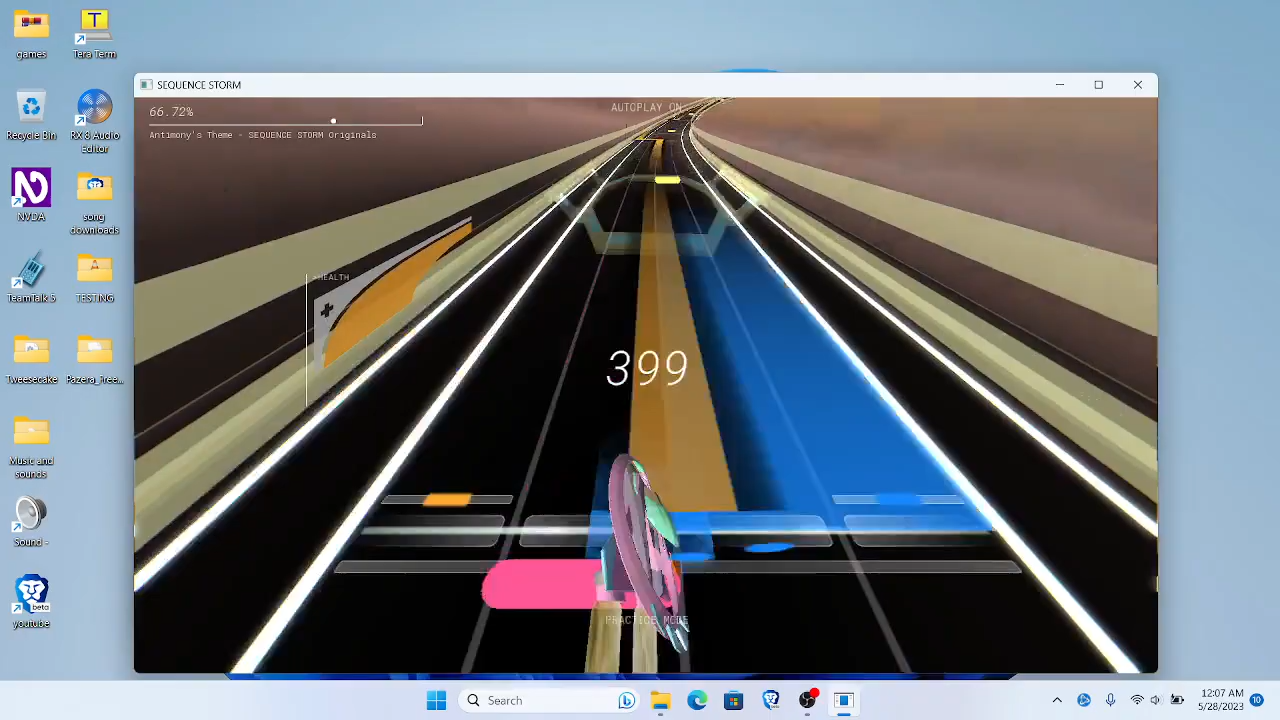 games
Tera Term
Recycle Bin
RX 8 Audio
Editor
NVDA
song
downloads
TeamTalk 5
TESTING
Tweesecake
Pazera_Free...
Music and
sounds
Sound -
beta
youtube
SEQUENCE STORM
66.72%
AUTOPLAY ON
Antimony's Theme - SEQUENCE STORM Originals
HEALTH
399
PRACTICE MODE
Search
12:07 AM
5/28/2023
10